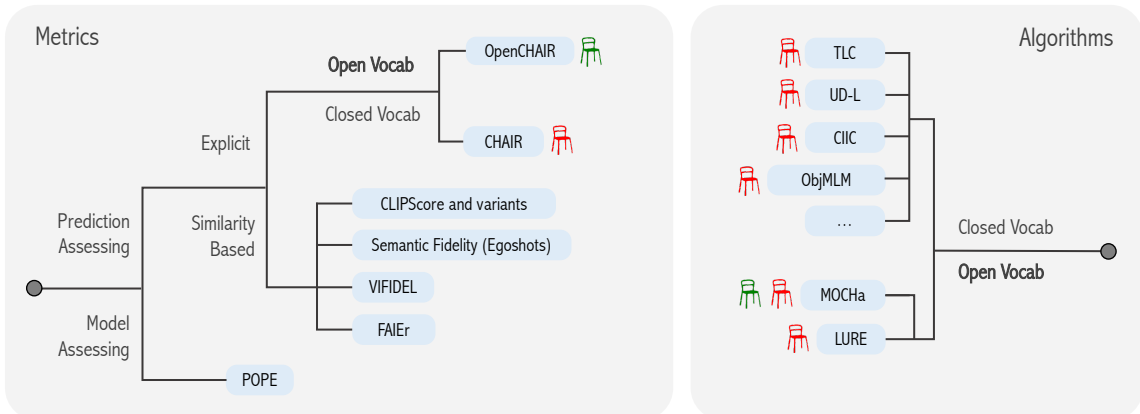 Metrics
OpenCHAIR
Open Vocab
Closed Vocab
CHAIR
Explicit
Similarity
Based
Prediction
Assessing
CLIPScore and variants
Semantic Fidelity (Egoshots)
VIFIDEL
FAIEr
Model
Assessing
POPE
Algorithms
TLC
UD-L
CIIC
ObjMLM
...
Closed Vocab
Open Vocab
MOCHa
LURE